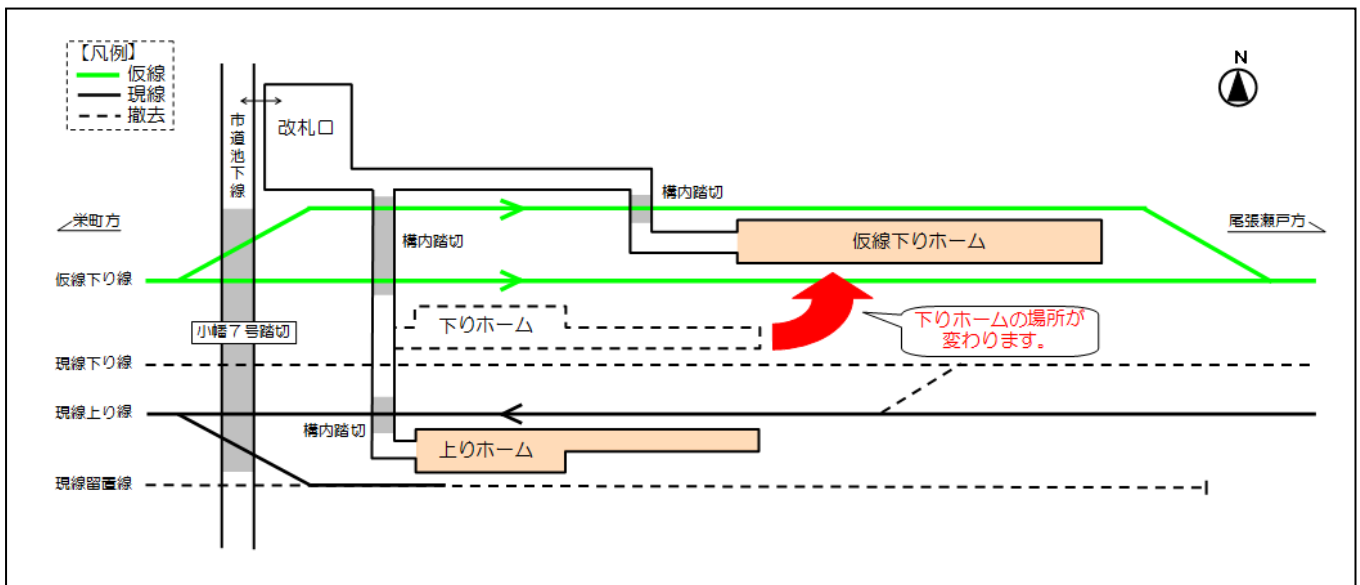 【凡例】
仮線
現線
撤去
N
市道池下線
改札口
構内踏切
栄町方
尾張瀬戸方
構内踏切
仮線下りホーム
仮線下り線
小幡７号踏切
下りホーム
下りホームの場所が
変わります。
現線下り線
現線上り線
構内踏切
上りホーム
現線留置線